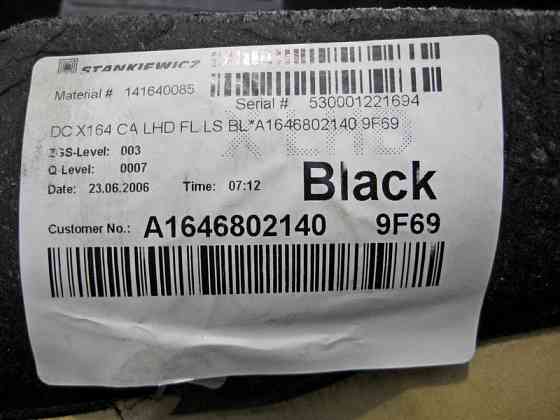 STANKIEWICZ
Material # 141640085
Serial # 530001221694
DC X164 CA LHD FL LS BL*A1646802140 9F69
XLHD
ZGS-Level: 003
Q-Level: 0007
Date: 23.06.2006 Time: 07:12
Black
Customer No.: A1646802140 9F69